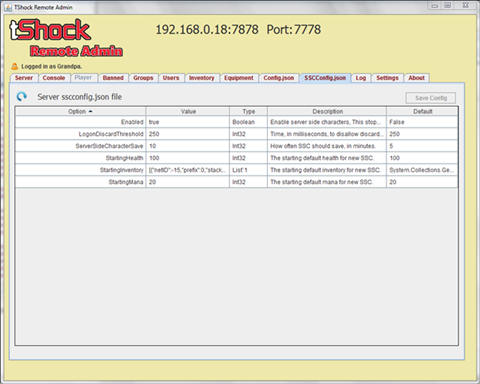 TShock Remote Admin
tShock
Remote Admin
192.168.0.18:7878 Port:7778
Logged in as Grandpa.
Server Console Player Banned Groups Users Inventory Equipment Config.json SSCConfig.json Log Settings About
Server sscconfig.json file
Save Config
Option Value Type Description Default
Enabled true Boolean Enable server side characters, This stop... False
LogonDiscardThreshold 250 Int32 Time, in milliseconds, to disallow discard... 250
ServerSideCharacterSave 10 Int32 How often SSC should save, in minutes. 5
StartingHealth 100 Int32 The starting default health for new SSC. 100
StartingInventory [{"netID":-15,"prefix":0,"stack... List`1 The starting default inventory for new SSC. System.Collections.Ge...
StartingMana 20 Int32 The starting default mana for new SSC. 20